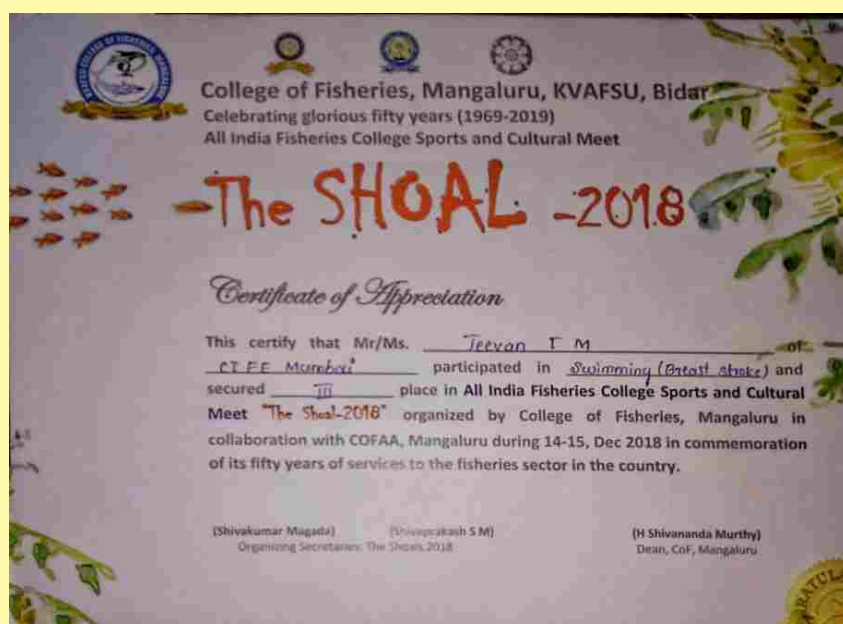 COLLEGE OF FISHERIES, MANGALORE
College of Fisheries, Mangaluru, KVAFSU, Bidar
Celebrating glorious fifty years (1969-2019)
All India Fisheries College Sports and Cultural Meet
The SHOAL -2018
Certificate of Appreciation
This certify that Mr/Ms. Jeevan T M of
CIFE Mumbai participated in Swimming (Breast stroke) and
secured III place in All India Fisheries College Sports and Cultural
Meet "The Shoal-2018" organized by College of Fisheries, Mangaluru in
collaboration with COFAA, Mangaluru during 14-15, Dec 2018 in commemoration
of its fifty years of services to the fisheries sector in the country.
(Shivakumar Magada) (Shivaprakash S M) (H Shivananda Murthy)
Organizing Secretaries: The Shoals 2018 Dean, CoF, Mangaluru